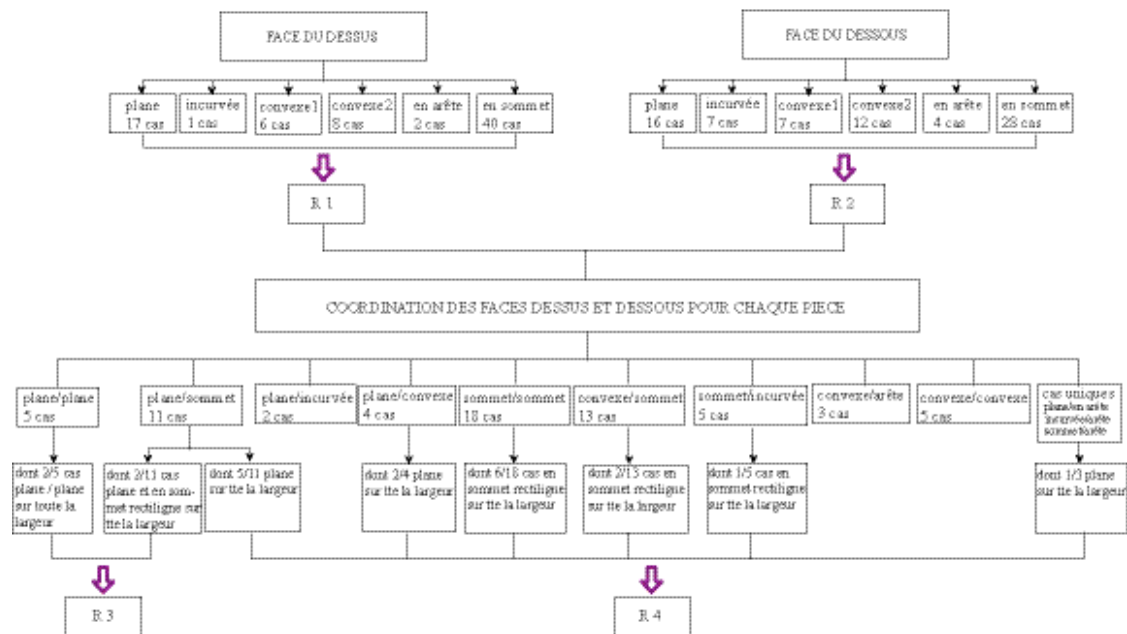 FACE DU DESSUS
FACE DU DESSOUS
plane
17 cas
incurvée
1 cas
convexe1
6 cas
convexe2
8 cas
en arête
2 cas
en sommet
40 cas
plane
16 cas
incurvée
7 cas
convexe1
7 cas
convexe2
12 cas
en arête
4 cas
en sommet
28 cas
R 1
R 2
COORDINATION DES FACES DESSUS ET DESSOUS POUR CHAQUE PIECE
plane/plane
5 cas
plane/sommet
11 cas
plane/incurvée
2 cas
plane/convexe
4 cas
sommet/sommet
18 cas
convexe/sommet
13 cas
sommet/incurvée
5 cas
convexe/arête
3 cas
convexe/convexe
5 cas
cas uniques
plane/en arête
incurvée/arête
sommet/arête
dont 2/5 cas
plane / plane
sur toute la
largeur
dont 2/11 cas
plane et en som-
met rectiligne sur
tte la largeur
dont 5/11 plane
sur tte la largeur
dont 2/4 plane
sur tte la largeur
dont 6/18 cas en
sommet rectiligne
sur tte la largeur
dont 2/13 cas en
sommet rectiligne
sur tte la largeur
dont 1/5 cas en
sommet rectiligne
sur tte la largeur
dont 1/3 plane
sur tte la largeur
R 3
R 4